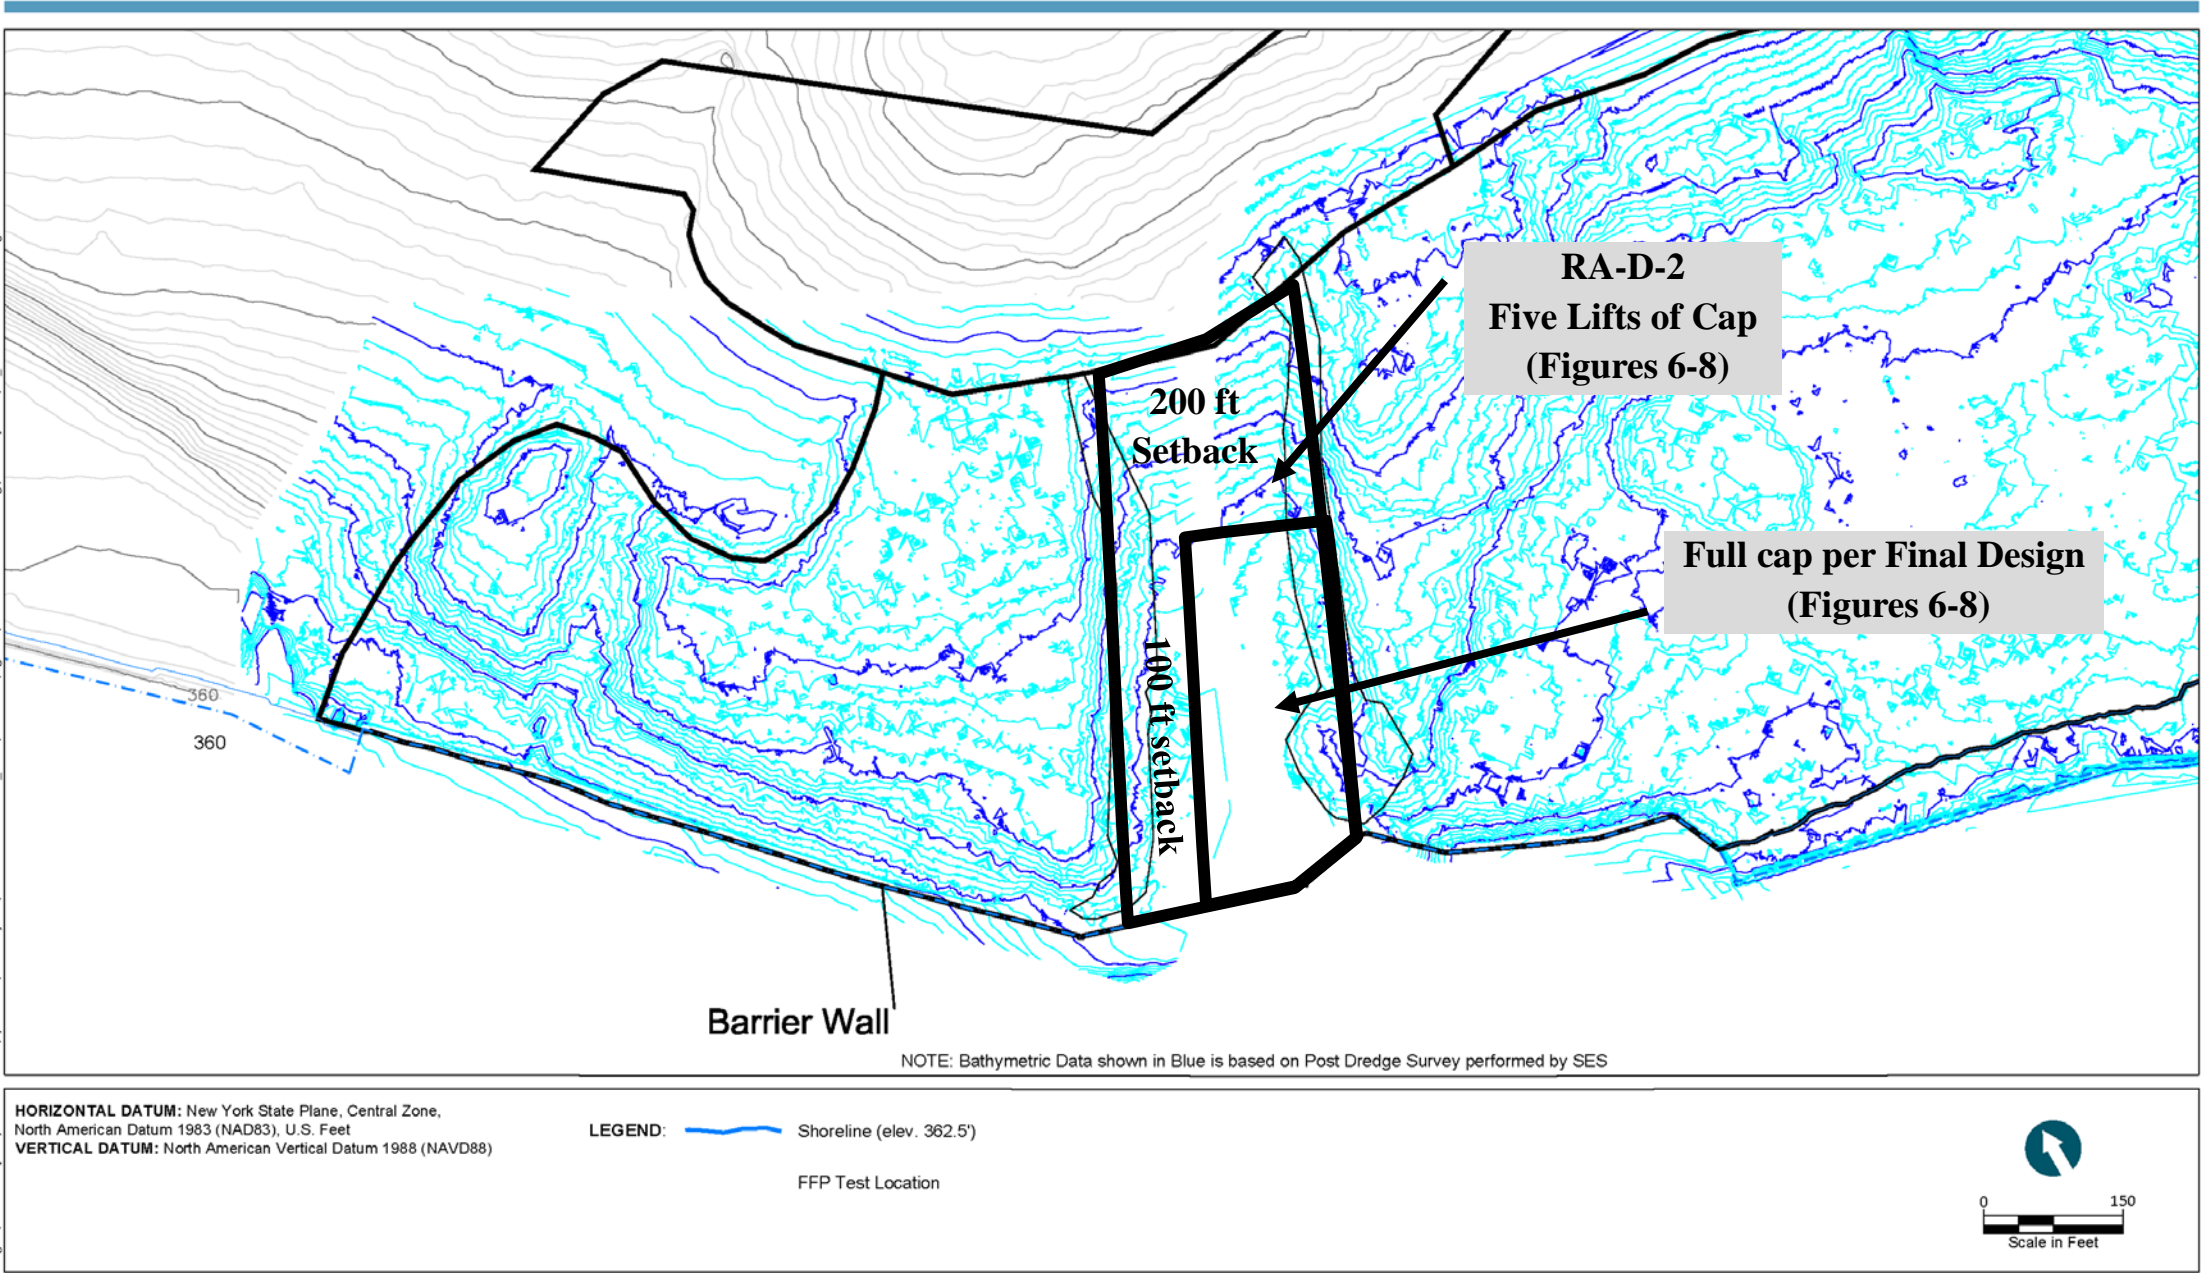 RA-D-2
Five Lifts of Cap
(Figures 6-8)
200 ft
Setback
Full cap per Final Design
(Figures 6-8)
100 ft setback
360
360
Barrier Wall
NOTE: Bathymetric Data shown in Blue is based on Post Dredge Survey performed by SES
HORIZONTAL DATUM: New York State Plane, Central Zone,
North American Datum 1983 (NAD83), U.S. Feet
VERTICAL DATUM: North American Vertical Datum 1988 (NAVD88)
LEGEND:
Shoreline (elev. 362.5')
FFP Test Location
0 150
Scale in Feet